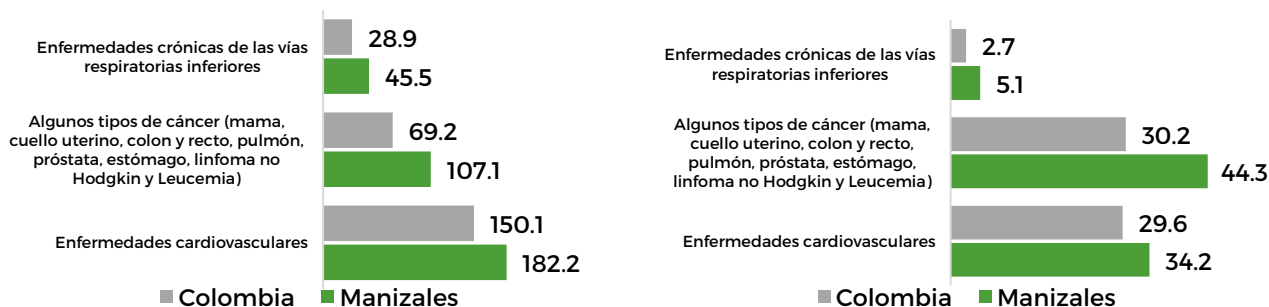 Enfermedades crónicas de las vías
respiratorias inferiores
28.9
45.5
Algunos tipos de cáncer (mama,
cuello uterino, colon y recto, pulmón,
próstata, estómago, linfoma no
Hodgkin y Leucemia)
69.2
107.1
Enfermedades cardiovasculares
150.1
182.2
Colombia Manizales
Enfermedades crónicas de las vías
respiratorias inferiores
2.7
5.1
Algunos tipos de cáncer (mama,
cuello uterino, colon y recto,
pulmón, próstata, estómago,
linfoma no Hodgkin y Leucemia)
30.2
44.3
Enfermedades cardiovasculares
29.6
34.2
Colombia Manizales